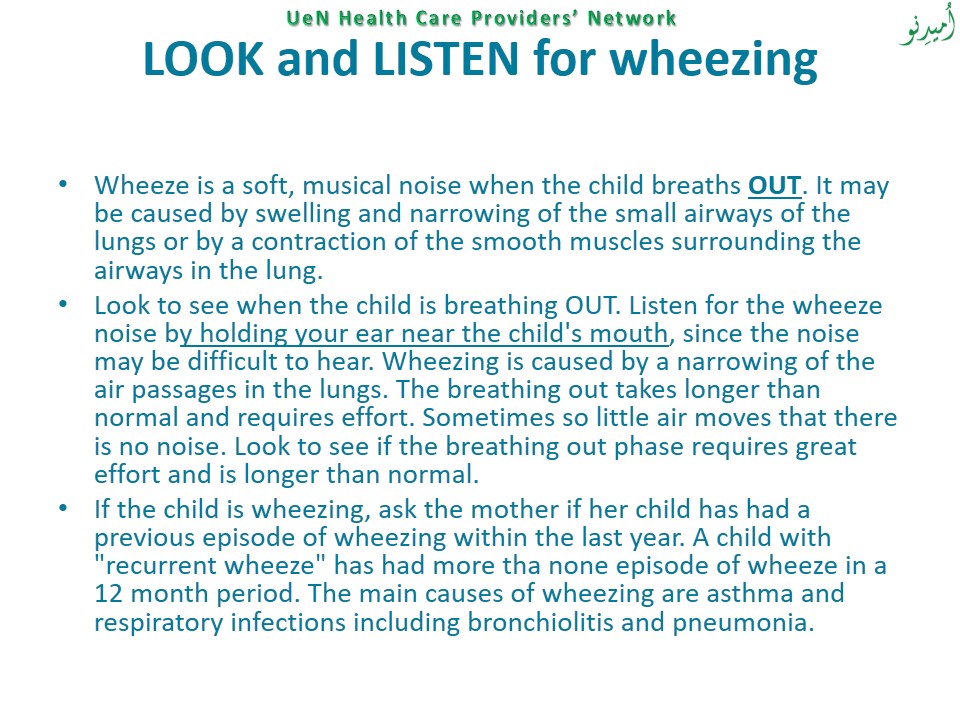 UeN Health Care Providers' Network
اُمیدِنو
LOOK and LISTEN for wheezing
• Wheeze is a soft, musical noise when the child breaths OUT. It may
be caused by swelling and narrowing of the small airways of the
lungs or by a contraction of the smooth muscles surrounding the
airways in the lung.
• Look to see when the child is breathing OUT. Listen for the wheeze
noise by holding your ear near the child's mouth, since the noise
may be difficult to hear. Wheezing is caused by a narrowing of the
air passages in the lungs. The breathing out takes longer than
normal and requires effort. Sometimes so little air moves that there
is no noise. Look to see if the breathing out phase requires great
effort and is longer than normal.
• If the child is wheezing, ask the mother if her child has had a
previous episode of wheezing within the last year. A child with
"recurrent wheeze" has had more tha none episode of wheeze in a
12 month period. The main causes of wheezing are asthma and
respiratory infections including bronchiolitis and pneumonia.